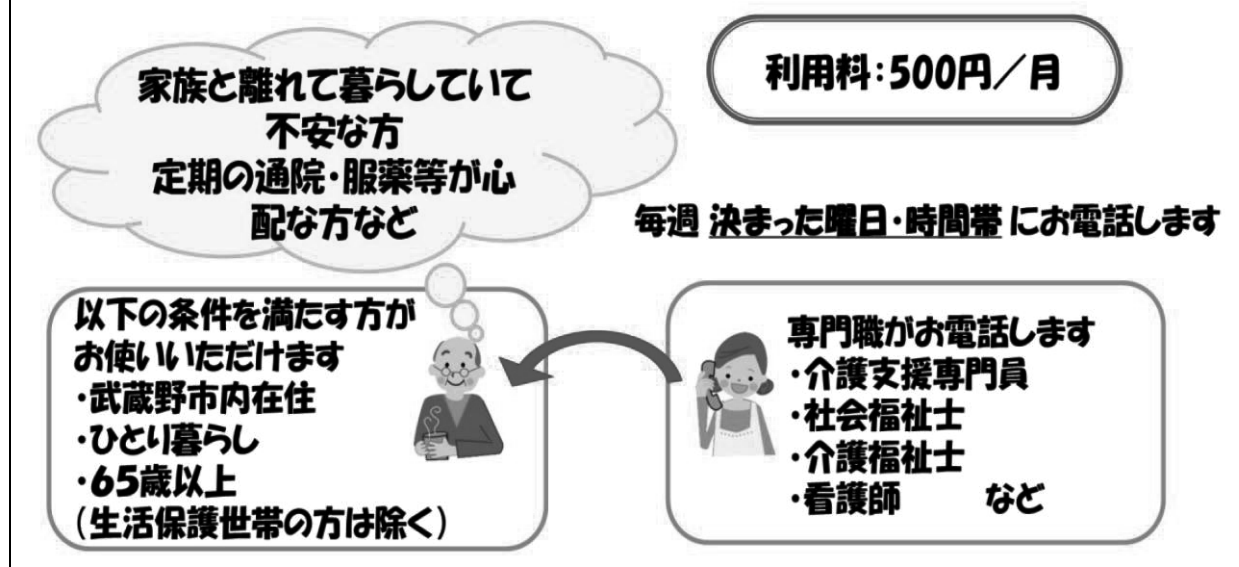 家族と離れて暮らしていて
不安な方
定期の通院・服薬等が心
配な方など
利用料：500円／月
毎週 決まった曜日・時間帯 にお電話します
以下の条件を満たす方が
お使いいただけます
・武蔵野市内在住
・ひとり暮らし
・65歳以上
（生活保護世帯の方は除く）
専門職がお電話します
・介護支援専門員
・社会福祉士
・介護福祉士
・看護師　　など